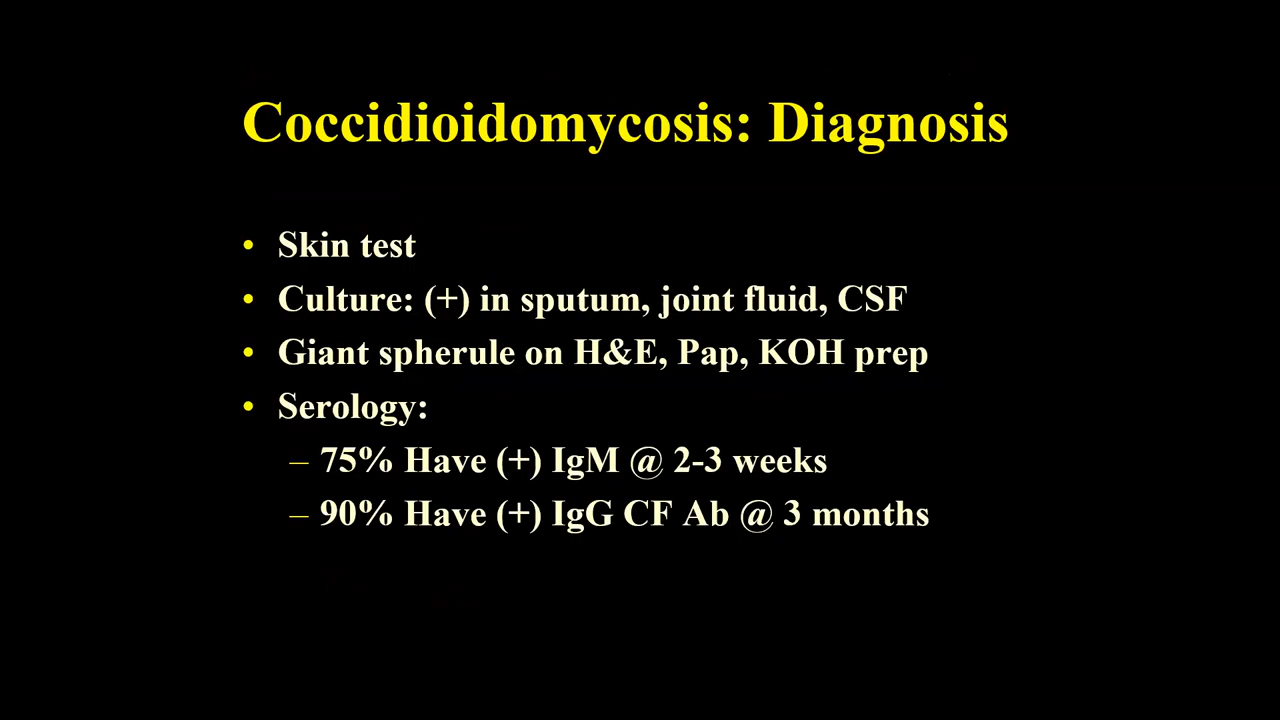 Coccidioidomycosis: Diagnosis
• Skin test
• Culture: (+) in sputum, joint fluid, CSF
• Giant spherule on H&E, Pap, KOH prep
• Serology:
– 75% Have (+) IgM @ 2-3 weeks
– 90% Have (+) IgG CF Ab @ 3 months